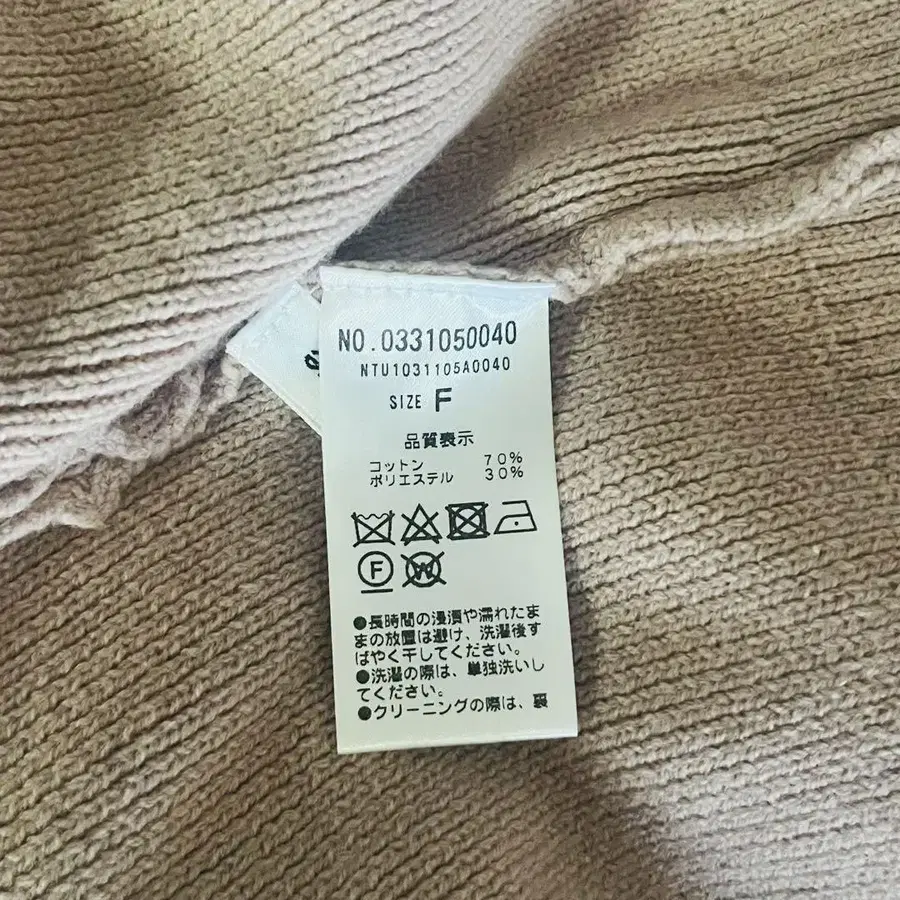 NO.0331050040
NTU1031105A0040
SIZE F
品質表示
コットン 70%
ポリエステル 30%
F W
●長時間の浸漬や濡れたま
まの放置は避け、洗濯後す
ばやく干してください。
●洗濯の際は、単独洗いし
てください。
●クリーニングの際は、裏